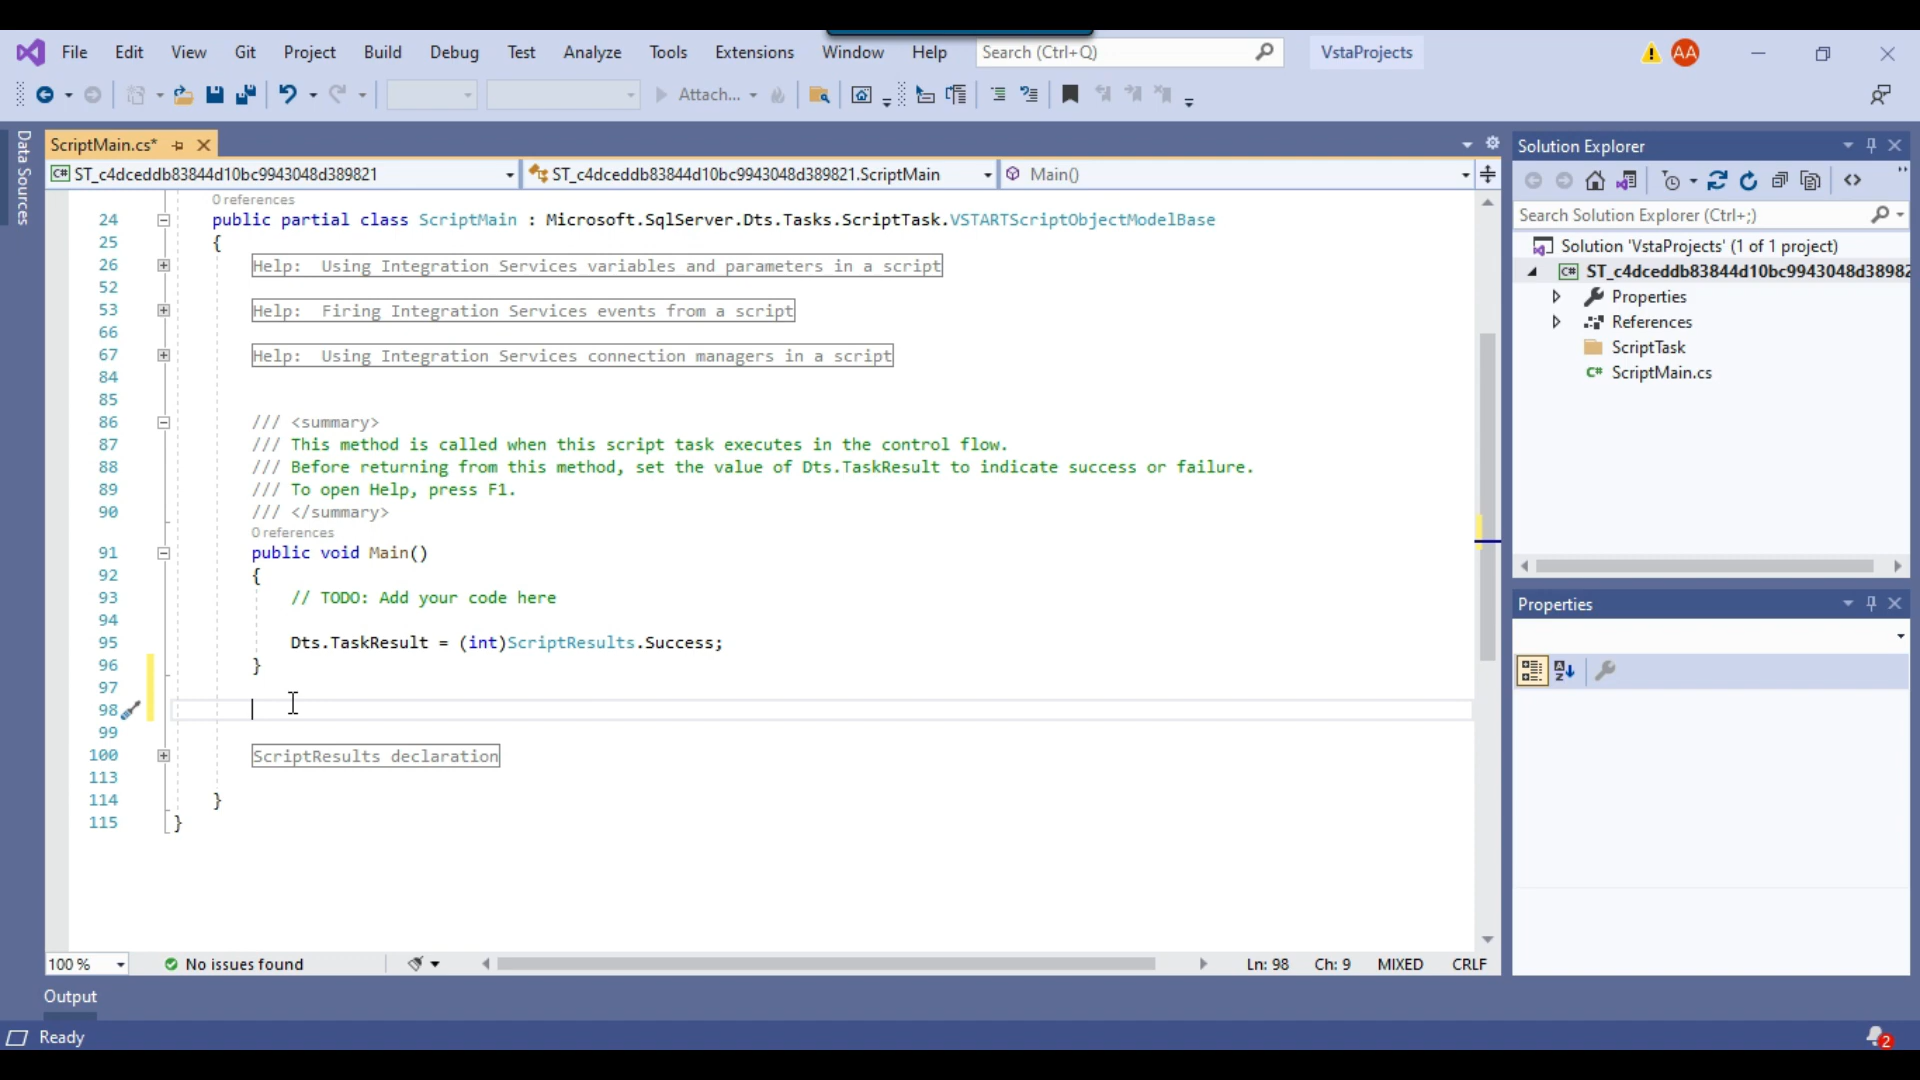 File Edit View Git Project Build Debug Test Analyze Tools Extensions Window Help Search (Ctrl+Q) VstaProjects AA
Attach...
Data Sources
ScriptMain.cs*
ST_c4dceddb83844d10bc9943048d389821 ST_c4dceddb83844d10bc9943048d389821.ScriptMain Main()
0 references
24 public partial class ScriptMain : Microsoft.SqlServer.Dts.Tasks.ScriptTask.VSTARTScriptObjectModelBase
25 {
26 Help: Using Integration Services variables and parameters in a script
52
53 Help: Firing Integration Services events from a script
66
67 Help: Using Integration Services connection managers in a script
84
85
86 /// <summary>
87 /// This method is called when this script task executes in the control flow.
88 /// Before returning from this method, set the value of Dts.TaskResult to indicate success or failure.
89 /// To open Help, press F1.
90 /// </summary>
0 references
91 public void Main()
92 {
93 // TODO: Add your code here
94
95 Dts.TaskResult = (int)ScriptResults.Success;
96 }
97
98
99
100 ScriptResults declaration
113
114 }
115 }
100 % No issues found Ln: 98 Ch: 9 MIXED CRLF
Solution Explorer
Search Solution Explorer (Ctrl+;)
Solution 'VstaProjects' (1 of 1 project)
C# ST_c4dceddb83844d10bc9943048d38982
Properties
References
ScriptTask
C# ScriptMain.cs
Properties
Output
Ready
2